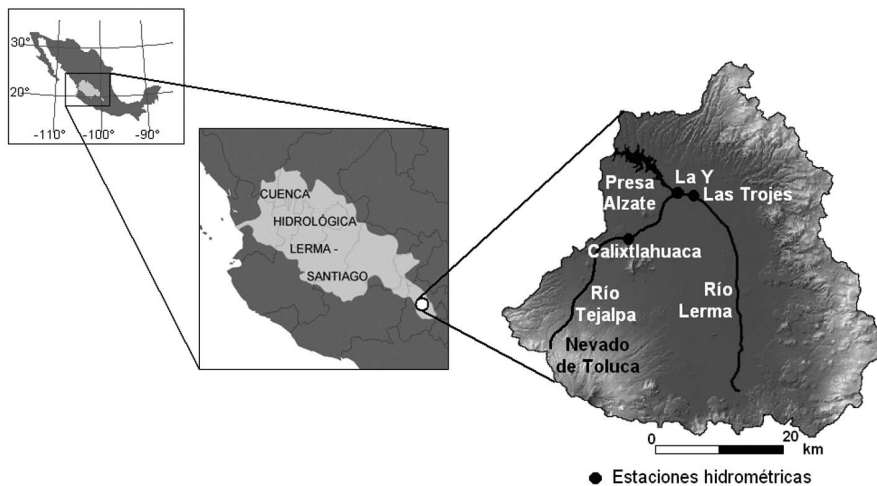 30°
20°
-110° -100° -90°
CUENCA
HIDROLÓGICA
LERMA -
SANTIAGO
Presa
Alzate
La Y
Las Trojes
Calixtlahuaca
Río
Tejalpa
Río
Lerma
Nevado
de Toluca
0 20
km
Estaciones hidrométricas